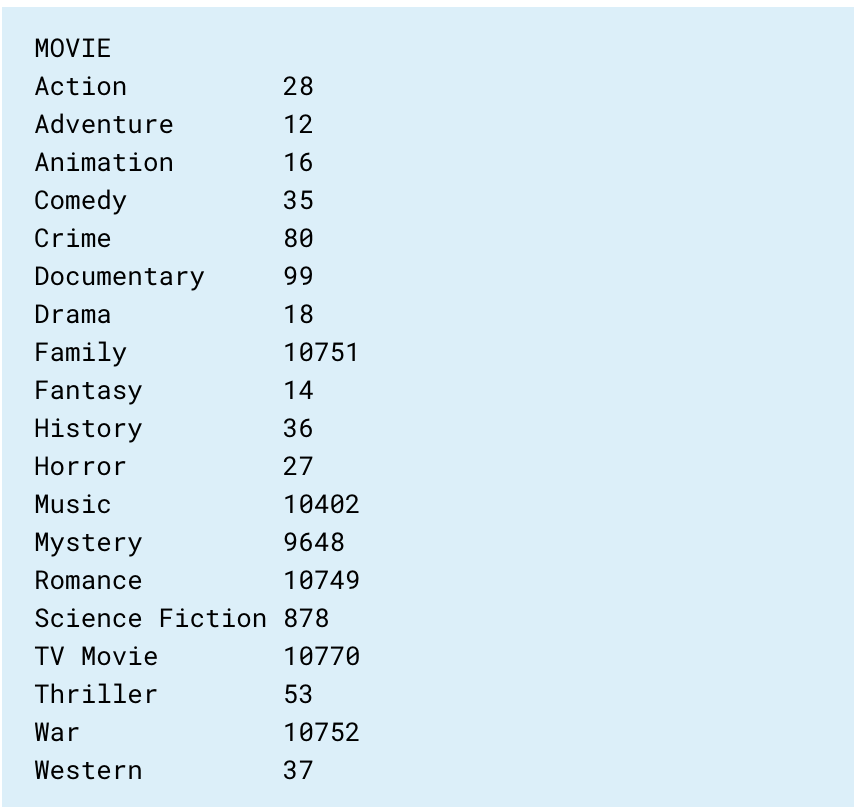 MOVIE
Action          28
Adventure       12
Animation       16
Comedy          35
Crime           80
Documentary     99
Drama           18
Family          10751
Fantasy         14
History         36
Horror          27
Music           10402
Mystery         9648
Romance         10749
Science Fiction 878
TV Movie        10770
Thriller        53
War             10752
Western         37